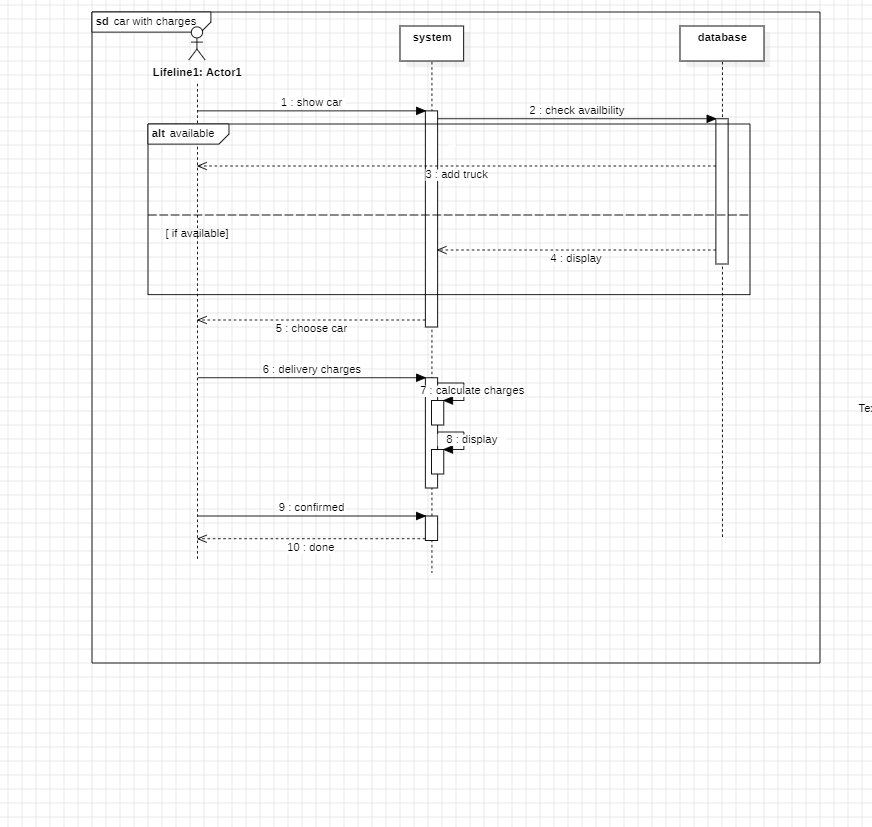 sd car with charges
system
database
Lifeline1: Actor1
1 : show car
2 : check availbility
alt available
3 : add truck
[ if available]
4 : display
5 : choose car
6 : delivery charges
7 : calculate charges
8 : display
9 : confirmed
10 : done